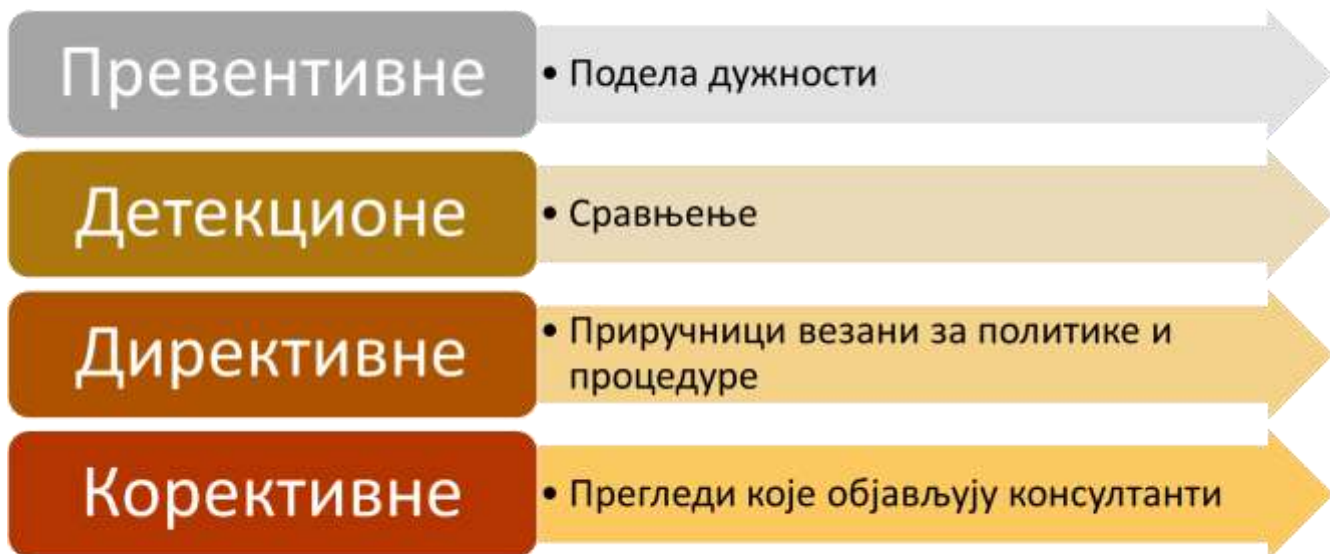 Превентивне
• Подела дужности
Детекционе
• Сравњење
Директивне
• Приручници везани за политике и
процедуре
Корективне
• Прегледи које објављују консултанти